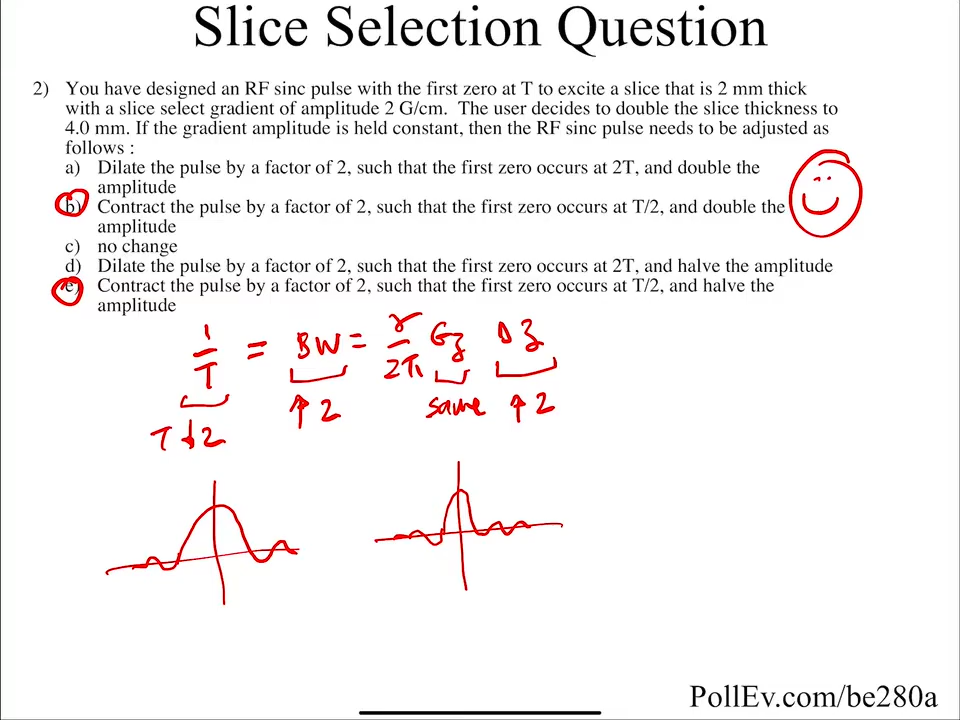 Slice Selection Question
2) You have designed an RF sinc pulse with the first zero at T to excite a slice that is 2 mm thick
with a slice select gradient of amplitude 2 G/cm. The user decides to double the slice thickness to
4.0 mm. If the gradient amplitude is held constant, then the RF sinc pulse needs to be adjusted as
follows :
a) Dilate the pulse by a factor of 2, such that the first zero occurs at 2T, and double the
amplitude
b) Contract the pulse by a factor of 2, such that the first zero occurs at T/2, and double the
amplitude
c) no change
d) Dilate the pulse by a factor of 2, such that the first zero occurs at 2T, and halve the amplitude
e) Contract the pulse by a factor of 2, such that the first zero occurs at T/2, and halve the
amplitude
1/T = BW = γ/2π Gz Δz
T ↓2 ↑2 same ↑2
PollEv.com/be280a